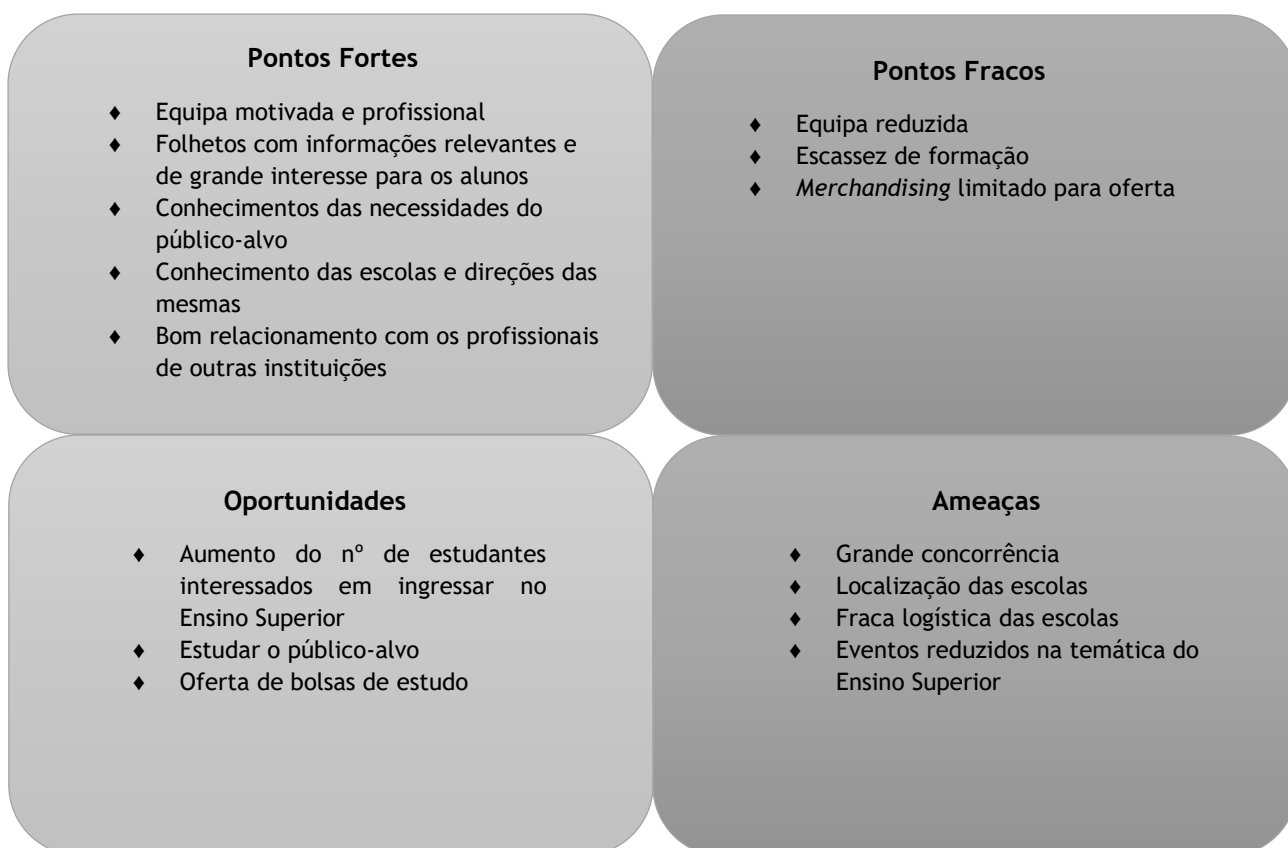 Pontos Fortes
♦ Equipa motivada e profissional
♦ Folhetos com informações relevantes e
de grande interesse para os alunos
♦ Conhecimentos das necessidades do
público-alvo
♦ Conhecimento das escolas e direções das
mesmas
♦ Bom relacionamento com os profissionais
de outras instituições
Pontos Fracos
♦ Equipa reduzida
♦ Escassez de formação
♦ Merchandising limitado para oferta
Oportunidades
♦ Aumento do nº de estudantes
interessados em ingressar no
Ensino Superior
♦ Estudar o público-alvo
♦ Oferta de bolsas de estudo
Ameaças
♦ Grande concorrência
♦ Localização das escolas
♦ Fraca logística das escolas
♦ Eventos reduzidos na temática do
Ensino Superior